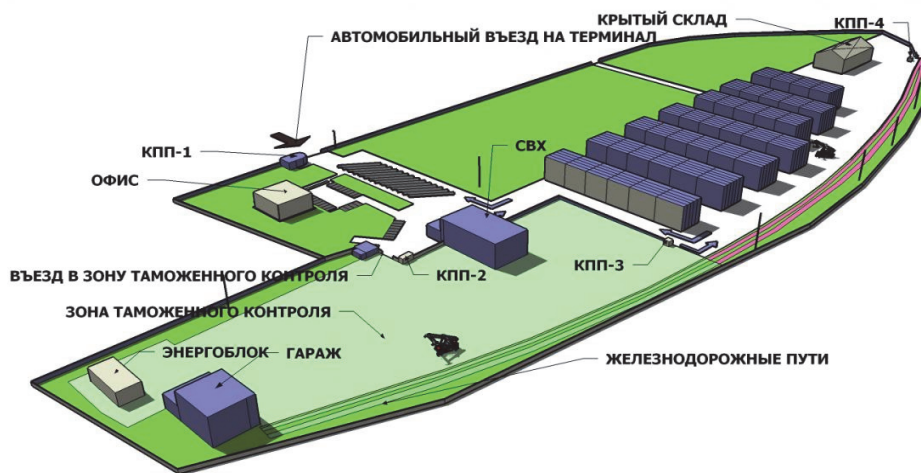 КРЫТЫЙ СКЛАД
КПП-4
АВТОМОБИЛЬНЫЙ ВЪЕЗД НА ТЕРМИНАЛ
КПП-1
СВХ
ОФИС
ВЪЕЗД В ЗОНУ ТАМОЖЕННОГО КОНТРОЛЯ
КПП-2
КПП-3
ЗОНА ТАМОЖЕННОГО КОНТРОЛЯ
ЭНЕРГОБЛОК
ГАРАЖ
ЖЕЛЕЗНОДОРОЖНЫЕ ПУТИ